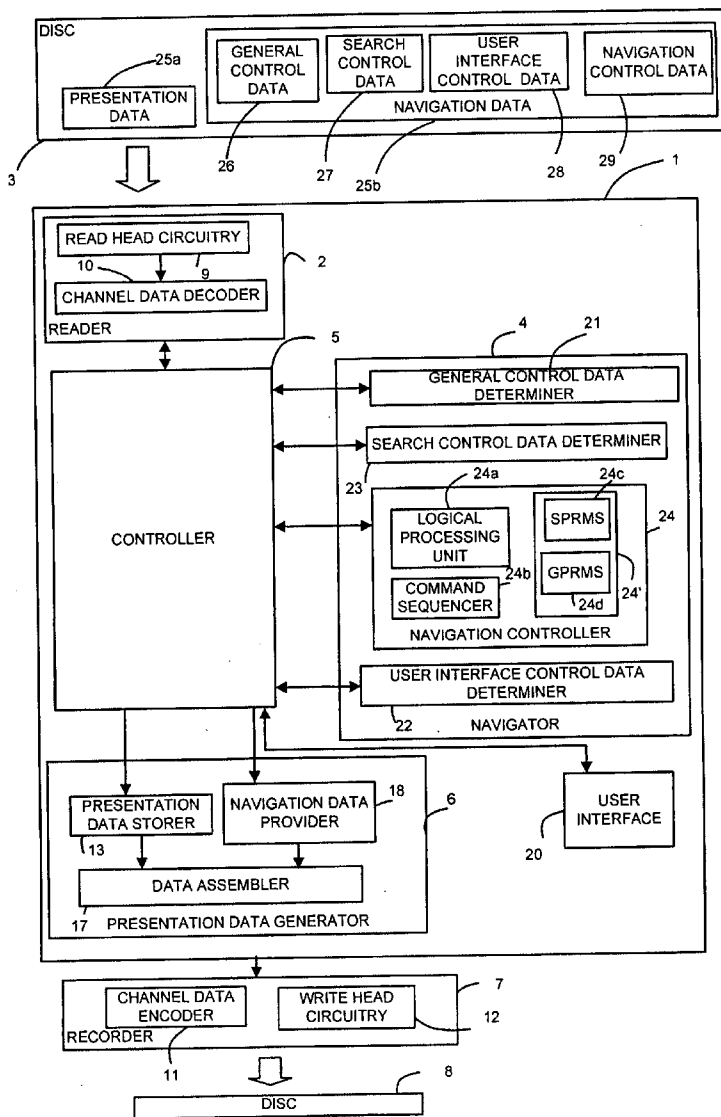 DISC
25a
PRESENTATION
DATA
GENERAL
CONTROL
DATA
SEARCH
CONTROL
DATA
USER
INTERFACE
CONTROL DATA
NAVIGATION
CONTROL DATA
NAVIGATION DATA
3
26
27
25b
28
29
1
READ HEAD CIRCUITRY
10
9
2
CHANNEL DATA DECODER
READER
5
4
21
GENERAL CONTROL DATA
DETERMINER
SEARCH CONTROL DATA DETERMINER
23
24a
24c
CONTROLLER
LOGICAL
PROCESSING
UNIT
SPRMS
24
24b
COMMAND
SEQUENCER
GPRMS
24'
24d
NAVIGATION CONTROLLER
USER INTERFACE CONTROL DATA
DETERMINER
22
NAVIGATOR
PRESENTATION
DATA STORER
13
NAVIGATION DATA
PROVIDER
18
6
USER
INTERFACE
20
DATA ASSEMBLER
17
PRESENTATION DATA GENERATOR
CHANNEL DATA
ENCODER
WRITE HEAD
CIRCUITRY
7
RECORDER
11
12
8
DISC